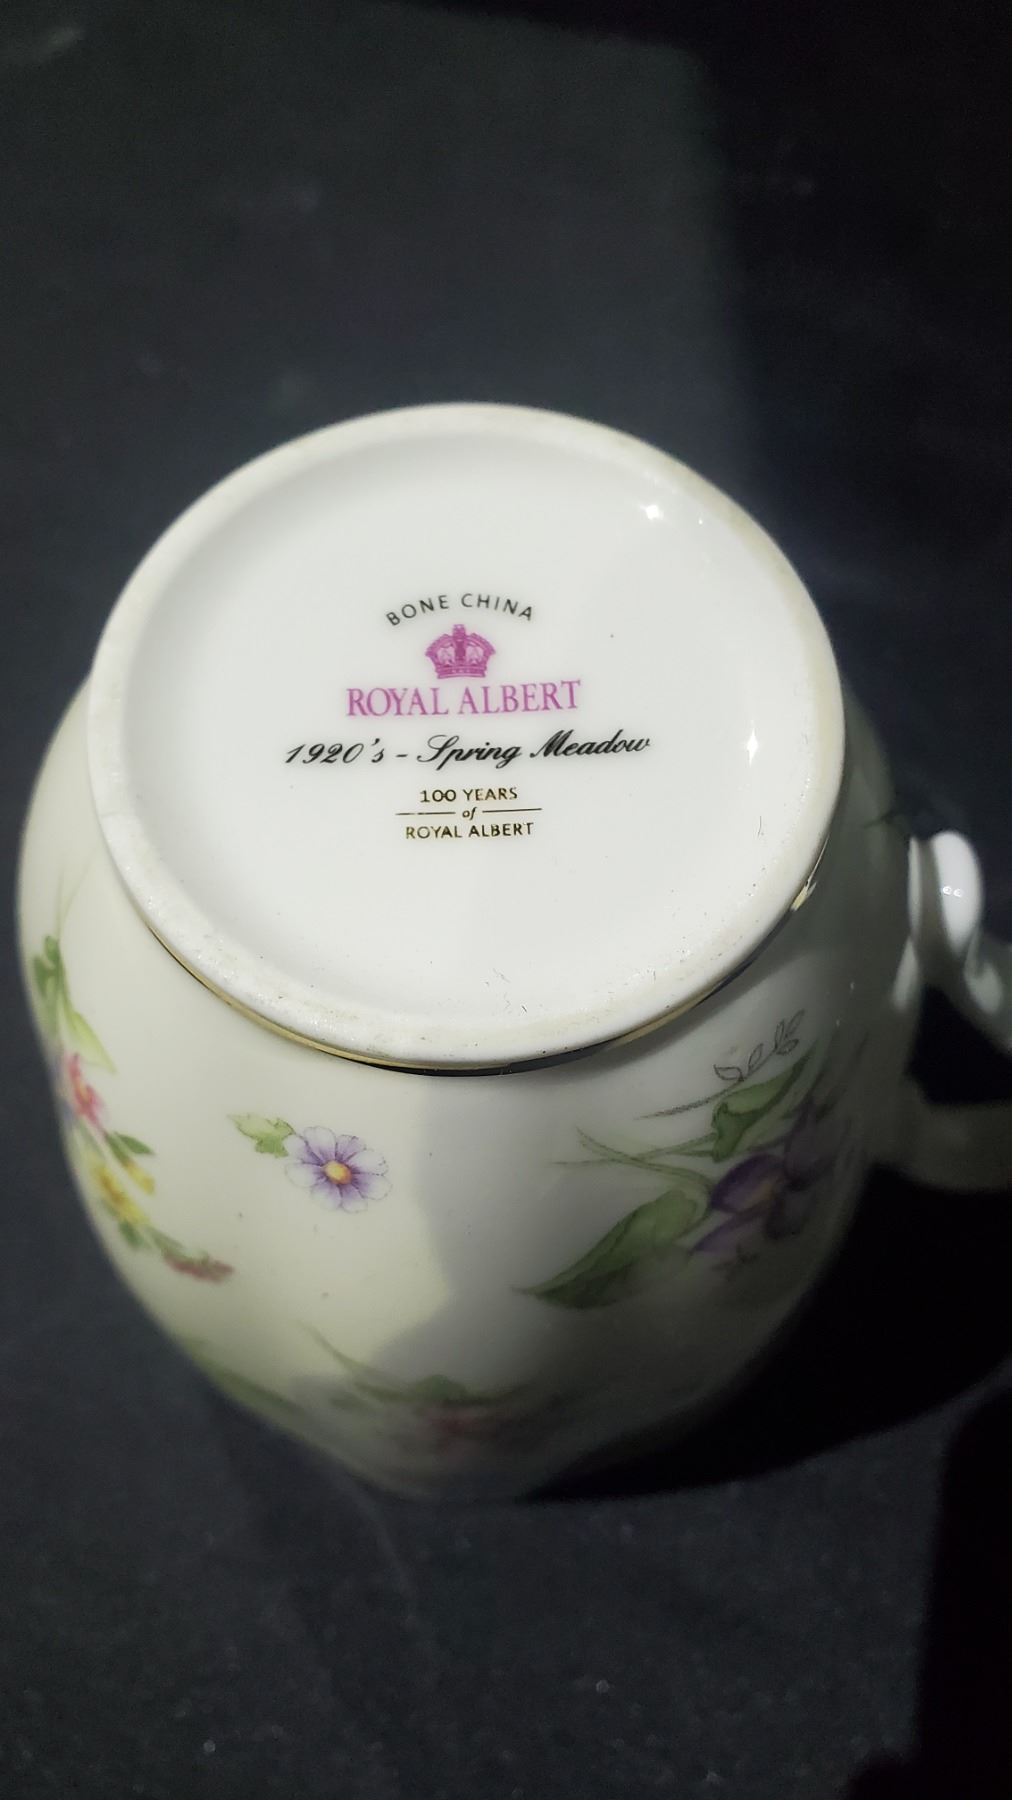 BONE CHINA
ROYAL ALBERT
1920's - Spring Meadow
100 YEARS
of
ROYAL ALBERT